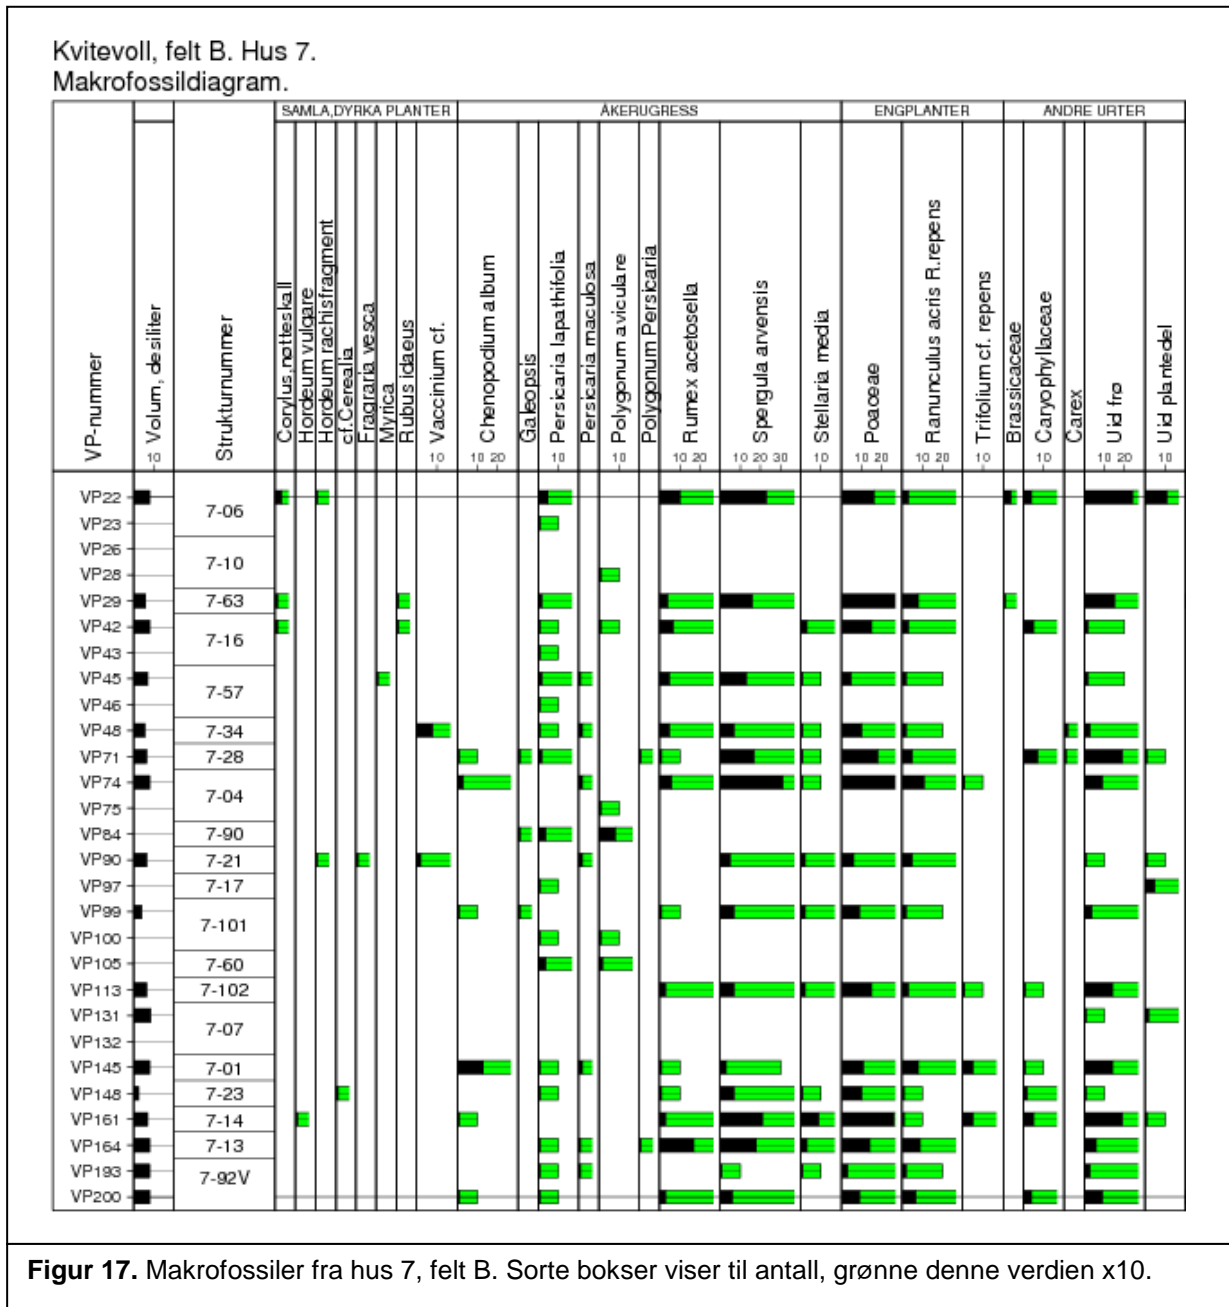 Kvitevoll, felt B. Hus 7.
Makrofossildiagram.
SAMLA,DYRKA PLANTER
ÅKERUGRESS
ENGPLANTER
ANDRE URTER
VP-nummer
Volum, desiliter
Strukturnummer
Corylus,nøtteskall
Hordeum vulgare
Hordeum rachisfragment
cf.Cerealia
Fragraria vesca
Myrica
Rubus idaeus
Vaccinium cf.
Chenopodium album
Galeopsis
Persicaria lapathifolia
Persicaria maculosa
Polygonum aviculare
Polygonum Persicaria
Rumex acetosella
Spergula arvensis
Stellaria media
Poaceae
Ranunculus acris R.repens
Trifolium cf. repens
Brassicaceae
Caryophyllaceae
Carex
Uid frø
Uid plantedel
10 10 10 20 10 10 10 20 10 20 30 10 10 20 10 20 10 10 10 20 10
VP22
7-06
VP23
VP26
7-10
VP28
VP29 7-63
VP42
7-16
VP43
VP45
7-57
VP46
VP48 7-34
VP71 7-28
VP74
7-04
VP75
VP84 7-90
VP90 7-21
VP97 7-17
VP99
7-101
VP100
VP105 7-60
VP113 7-102
VP131
7-07
VP132
VP145 7-01
VP148 7-23
VP161 7-14
VP164 7-13
VP193
7-92V
VP200
Figur 17. Makrofossiler fra hus 7, felt B. Sorte bokser viser til antall, grønne denne verdien x10.